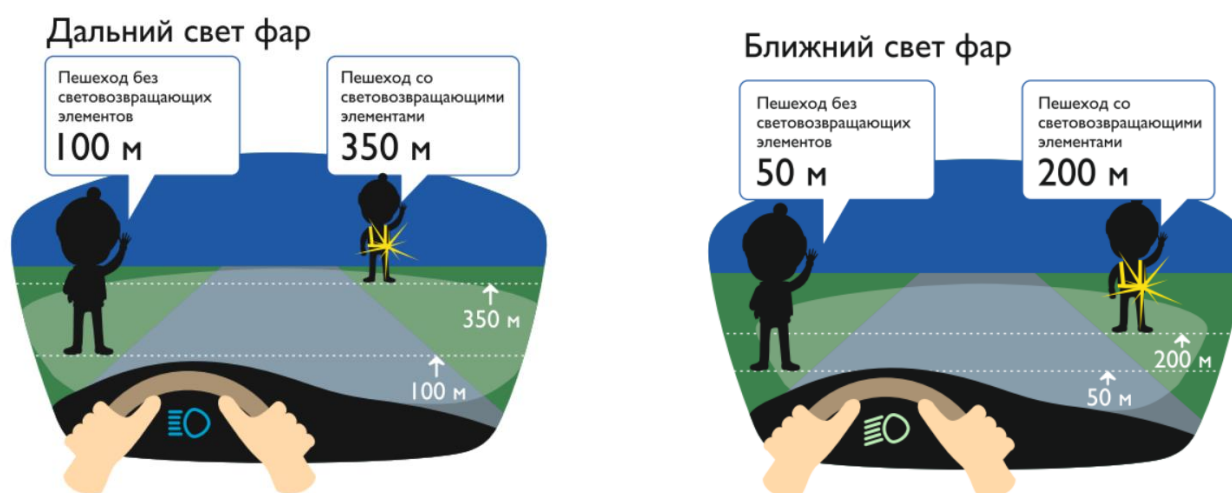 Дальний свет фар
Пешеход без
световозвращающих
элементов
100 м
Пешеход со
световозвращающими
элементами
350 м
350 м
100 м
Ближний свет фар
Пешеход без
световозвращающих
элементов
50 м
Пешеход со
световозвращающими
элементами
200 м
200 м
50 м